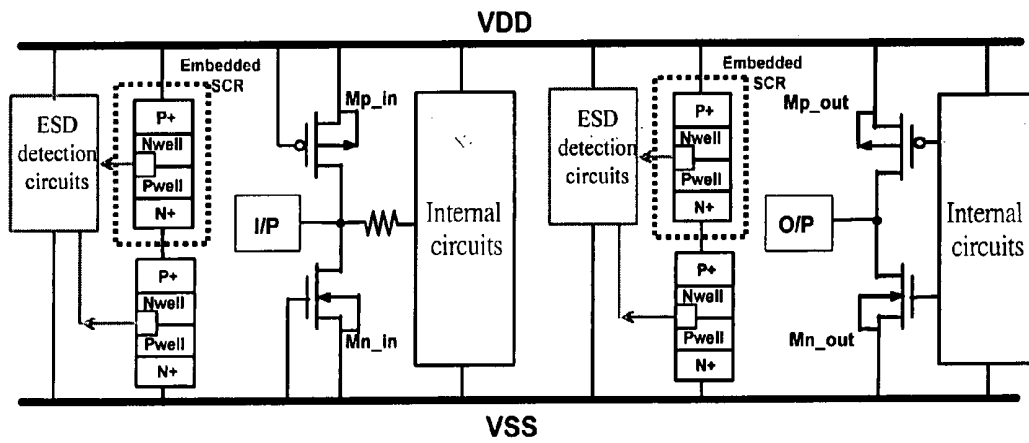 VDD
Embedded
SCR
ESD
detection
circuits
P+
Nwell
Pwell
N+
P+
Nwell
Pwell
N+
Mp_in
I/P
Mn_in
Internal
circuits
Embedded
SCR
ESD
detection
circuits
P+
Nwell
Pwell
N+
P+
Nwell
Pwell
N+
Mp_out
O/P
Mn_out
Internal
circuits
VSS